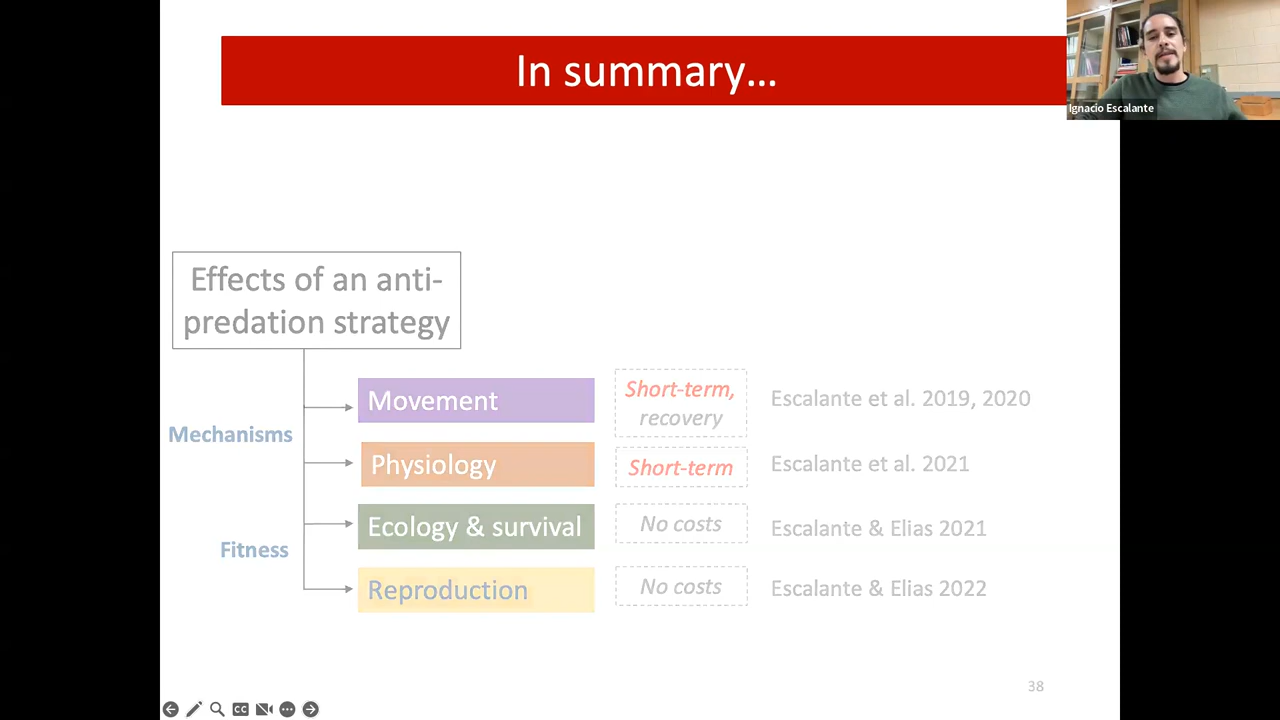 In summary…
Ignacio Escalante
Effects of an anti-
predation strategy
Mechanisms
Fitness
Movement
Short-term,
recovery
Escalante et al. 2019, 2020
Physiology
Short-term
Escalante et al. 2021
Ecology & survival
No costs
Escalante & Elias 2021
Reproduction
No costs
Escalante & Elias 2022
38
CC